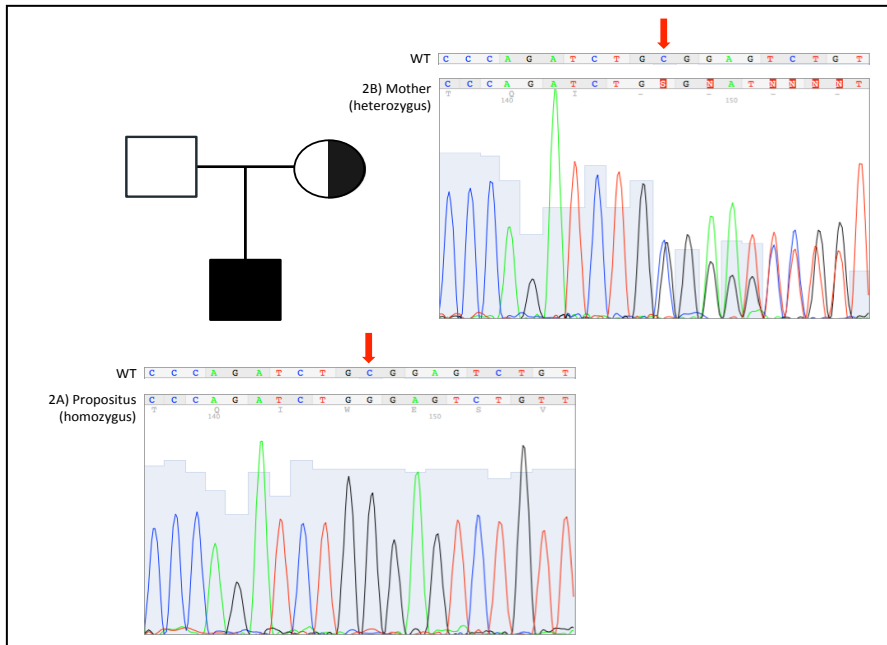 WT C C C A G A T C T G C G G A G T C T G T
2B) Mother
(heterozygus)
C C C A G A T C T G S G N A T N N N N T
T Q I - - - -
140 150
WT C C C A G A T C T G C G G A G T C T G T
2A) Propositus
(homozygus)
C C C A G A T C T G G G A G T C T G T T
T Q I W E S V
140 150